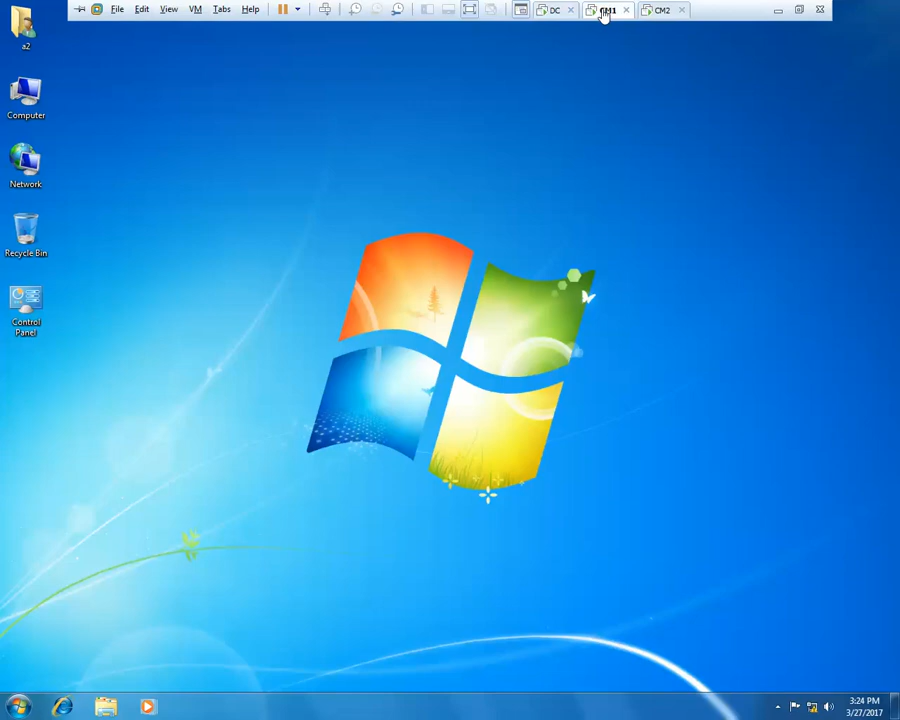 File Edit View VM Tabs Help DC CM1 CM2
a2
Computer
Network
Recycle Bin
Control
Panel
3:24 PM
3/27/2017